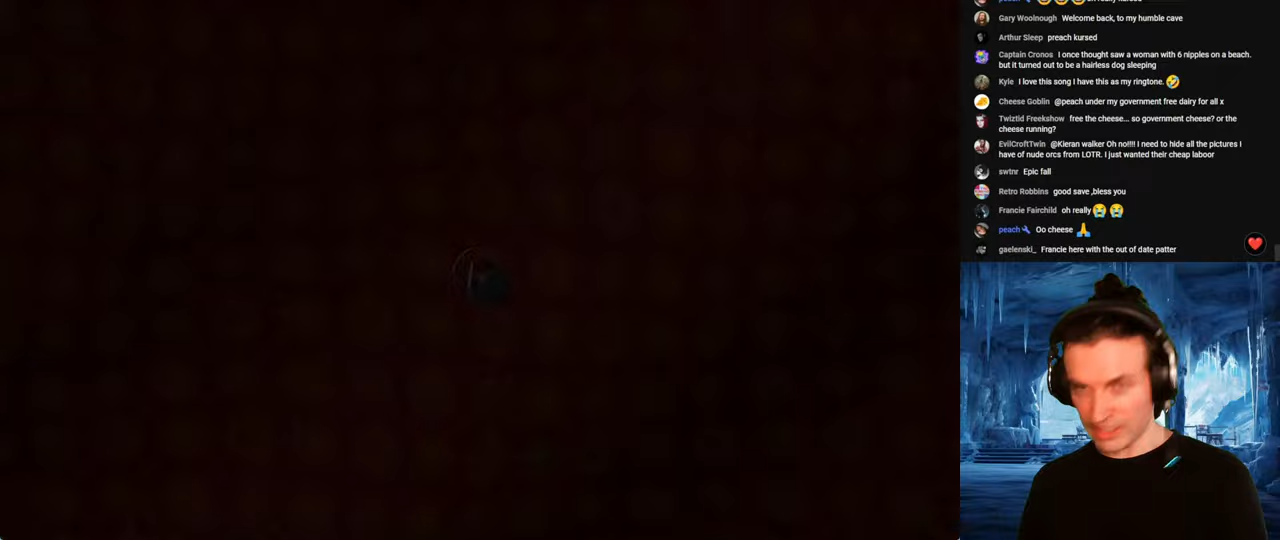 Gary Woolnough Welcome back, to my humble cave
Arthur Sleep preach kursed
Captain Cronos I once thought saw a woman with 6 nipples on a beach.
but it turned out to be a hairless dog sleeping
Kyle I love this song I have this as my ringtone. 🤣
Cheese Goblin @peach under my government free dairy for all x
Twiztid Freekshow free the cheese... so government cheese? or the
cheese running?
EvilCroftTwin @Kieran walker Oh no!!!! I need to hide all the pictures I
have of nude orcs from LOTR. I just wanted their cheap laboor
swtnr Epic fall
Retro Robbins good save ,bless you
Francie Fairchild oh really 😭 😭
peach Oo cheese 🙏
gaelenski_ Francie here with the out of date patter